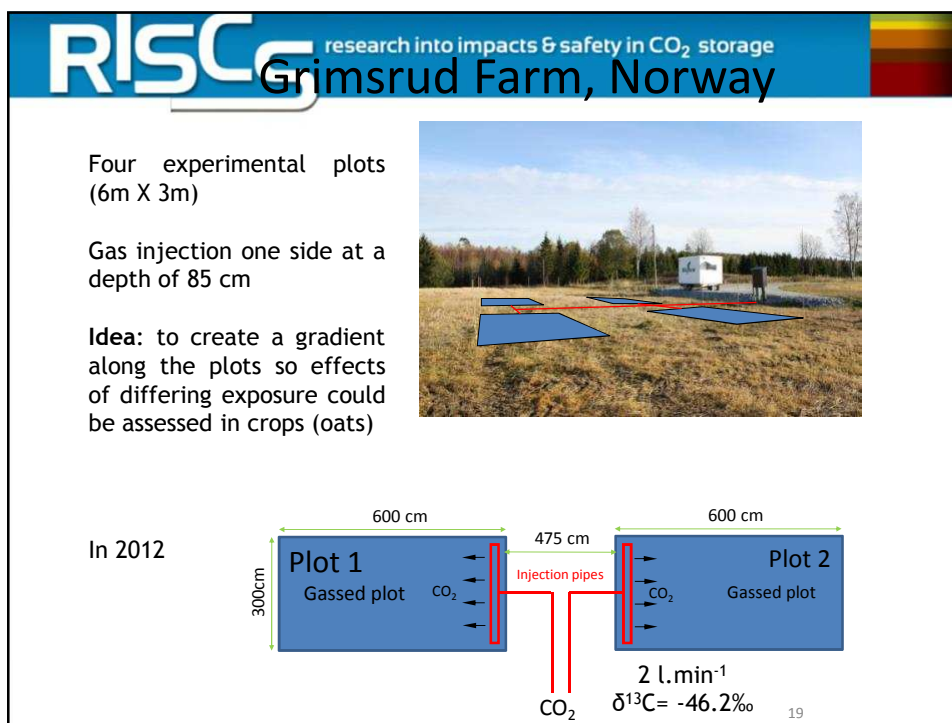 RISCS research into impacts & safety in CO₂ storage
Grimsrud Farm, Norway
Four experimental plots
(6m X 3m)
Gas injection one side at a
depth of 85 cm
Idea: to create a gradient
along the plots so effects
of differing exposure could
be assessed in crops (oats)
In 2012
600 cm
475 cm
600 cm
300cm
Plot 1
Gassed plot
CO₂
Injection pipes
CO₂
Plot 2
Gassed plot
CO₂
2 l.min⁻¹
δ¹³C= -46.2‰
19